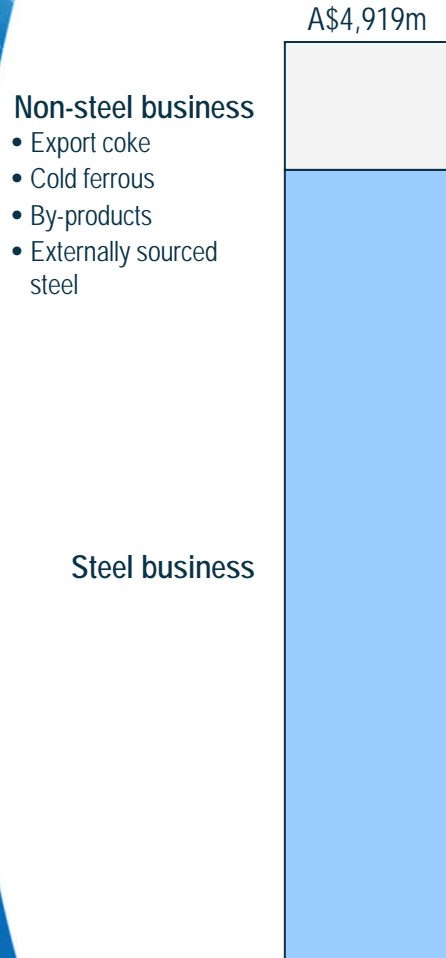 A$4,919m
Non-steel business
• Export coke
• Cold ferrous
• By-products
• Externally sourced
steel
Steel business